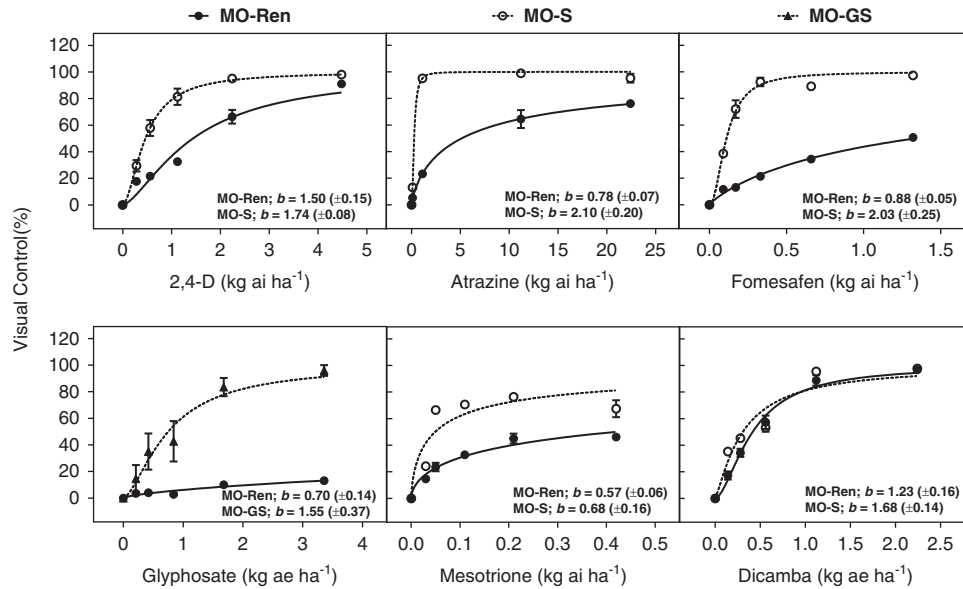 MO-Ren MO-S MO-GS
Visual Control(%)
120
100
80
60
40
20
0
MO-Ren; b = 1.50 (±0.15)
MO-S; b = 1.74 (±0.08)
0 1 2 3 4 5
2,4-D (kg ai ha⁻¹)
MO-Ren; b = 0.78 (±0.07)
MO-S; b = 2.10 (±0.20)
0 5 10 15 20 25
Atrazine (kg ai ha⁻¹)
MO-Ren; b = 0.88 (±0.05)
MO-S; b = 2.03 (±0.25)
0.0 0.5 1.0 1.5
Fomesafen (kg ai ha⁻¹)
120
100
80
60
40
20
0
MO-Ren; b = 0.70 (±0.14)
MO-GS; b = 1.55 (±0.37)
0 1 2 3 4
Glyphosate (kg ae ha⁻¹)
MO-Ren; b = 0.57 (±0.06)
MO-S; b = 0.68 (±0.16)
0.0 0.1 0.2 0.3 0.4 0.5
Mesotrione (kg ai ha⁻¹)
MO-Ren; b = 1.23 (±0.16)
MO-S; b = 1.68 (±0.14)
0.0 0.5 1.0 1.5 2.0 2.5
Dicamba (kg ae ha⁻¹)